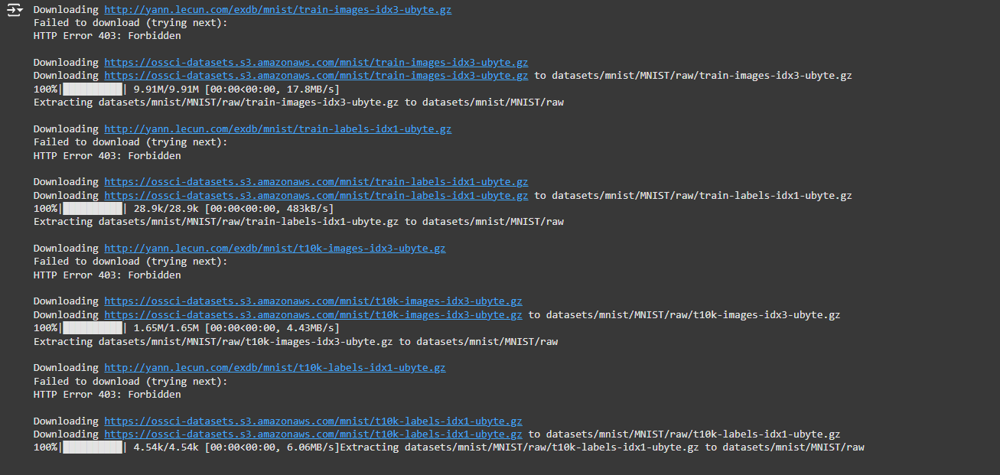 Downloading http://yann.lecun.com/exdb/mnist/train-images-idx3-ubyte.gz
Failed to download (trying next):
HTTP Error 403: Forbidden
Downloading https://ossci-datasets.s3.amazonaws.com/mnist/train-images-idx3-ubyte.gz
Downloading https://ossci-datasets.s3.amazonaws.com/mnist/train-images-idx3-ubyte.gz to datasets/mnist/MNIST/raw/train-images-idx3-ubyte.gz
100%|██████████| 9.91M/9.91M [00:00<00:00, 17.8MB/s]
Extracting datasets/mnist/MNIST/raw/train-images-idx3-ubyte.gz to datasets/mnist/MNIST/raw
Downloading http://yann.lecun.com/exdb/mnist/train-labels-idx1-ubyte.gz
Failed to download (trying next):
HTTP Error 403: Forbidden
Downloading https://ossci-datasets.s3.amazonaws.com/mnist/train-labels-idx1-ubyte.gz
Downloading https://ossci-datasets.s3.amazonaws.com/mnist/train-labels-idx1-ubyte.gz to datasets/mnist/MNIST/raw/train-labels-idx1-ubyte.gz
100%|██████████| 28.9k/28.9k [00:00<00:00, 483kB/s]
Extracting datasets/mnist/MNIST/raw/train-labels-idx1-ubyte.gz to datasets/mnist/MNIST/raw
Downloading http://yann.lecun.com/exdb/mnist/t10k-images-idx3-ubyte.gz
Failed to download (trying next):
HTTP Error 403: Forbidden
Downloading https://ossci-datasets.s3.amazonaws.com/mnist/t10k-images-idx3-ubyte.gz
Downloading https://ossci-datasets.s3.amazonaws.com/mnist/t10k-images-idx3-ubyte.gz to datasets/mnist/MNIST/raw/t10k-images-idx3-ubyte.gz
100%|██████████| 1.65M/1.65M [00:00<00:00, 4.43MB/s]
Extracting datasets/mnist/MNIST/raw/t10k-images-idx3-ubyte.gz to datasets/mnist/MNIST/raw
Downloading http://yann.lecun.com/exdb/mnist/t10k-labels-idx1-ubyte.gz
Failed to download (trying next):
HTTP Error 403: Forbidden
Downloading https://ossci-datasets.s3.amazonaws.com/mnist/t10k-labels-idx1-ubyte.gz
Downloading https://ossci-datasets.s3.amazonaws.com/mnist/t10k-labels-idx1-ubyte.gz to datasets/mnist/MNIST/raw/t10k-labels-idx1-ubyte.gz
100%|██████████| 4.54k/4.54k [00:00<00:00, 6.06MB/s]Extracting datasets/mnist/MNIST/raw/t10k-labels-idx1-ubyte.gz to datasets/mnist/MNIST/raw